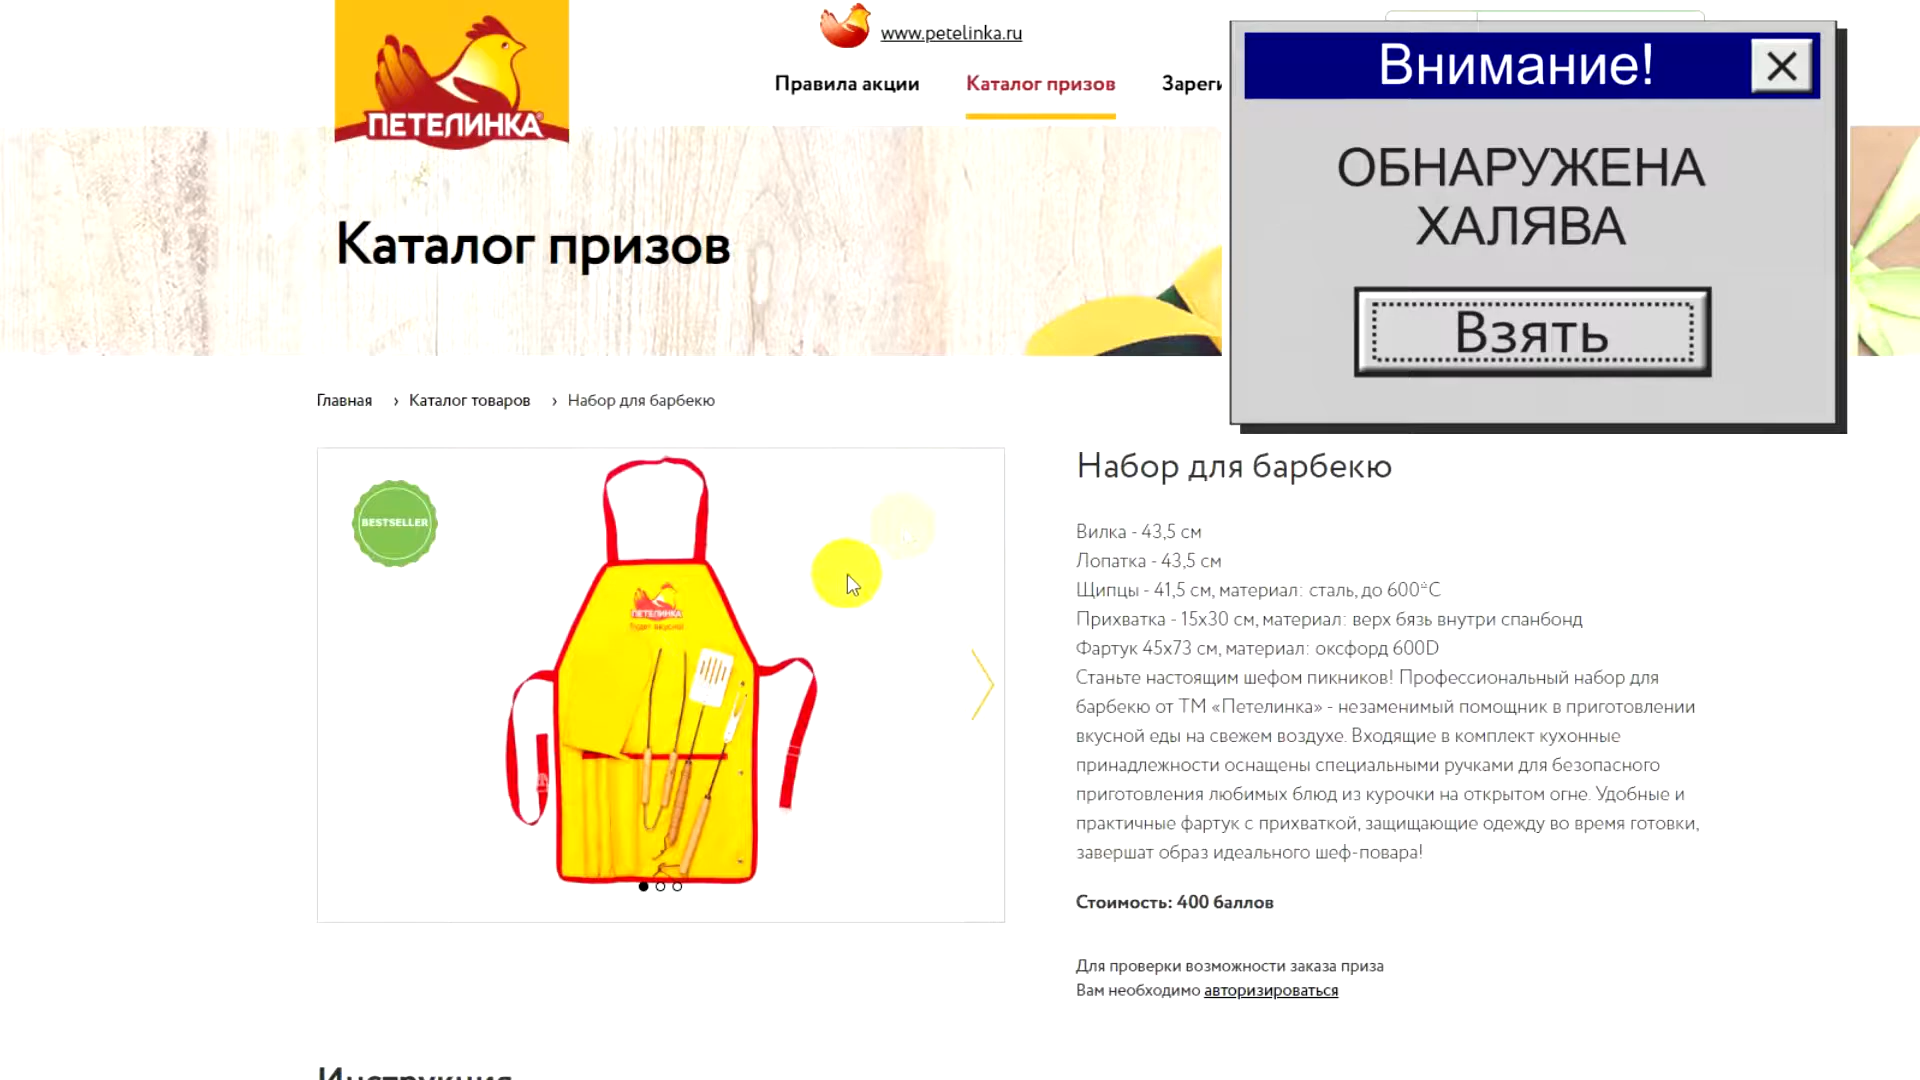 ПЕТЕЛИНКА
www.petelinka.ru
Правила акции
Каталог призов
Внимание!
ОБНАРУЖЕНА
ХАЛЯВА
Взять
Каталог призов
Главная › Каталог товаров › Набор для барбекю
BESTSELLER
ПЕТЕЛИНКА
Набор для барбекю
Вилка - 43,5 см
Лопатка - 43,5 см
Щипцы - 41,5 см, материал: сталь, до 600°С
Прихватка - 15х30 см, материал: верх бязь внутри спанбонд
Фартук 45х73 см, материал: оксфорд 600D
Станьте настоящим шефом пикников! Профессиональный набор для
барбекю от ТМ «Петелинка» - незаменимый помощник в приготовлении
вкусной еды на свежем воздухе. Входящие в комплект кухонные
принадлежности оснащены специальными ручками для безопасного
приготовления любимых блюд из курочки на открытом огне. Удобные и
практичные фартук с прихваткой, защищающие одежду во время готовки,
завершат образ идеального шеф-повара!
Стоимость: 400 баллов
Для проверки возможности заказа приза
Вам необходимо авторизироваться
Инструкция